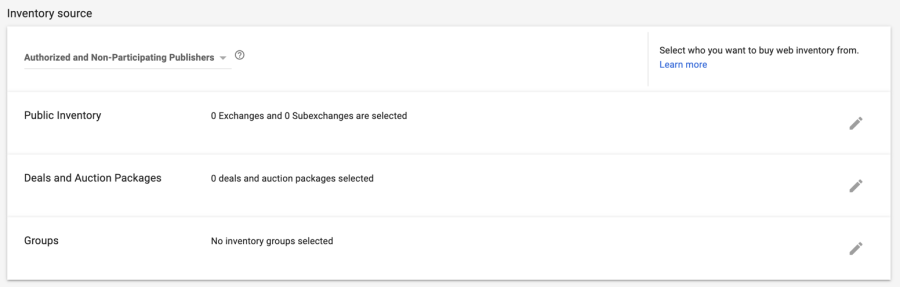 Inventory source
Authorized and Non-Participating Publishers
Select who you want to buy web inventory from.
Learn more
Public Inventory
0 Exchanges and 0 Subexchanges are selected
Deals and Auction Packages
0 deals and auction packages selected
Groups
No inventory groups selected